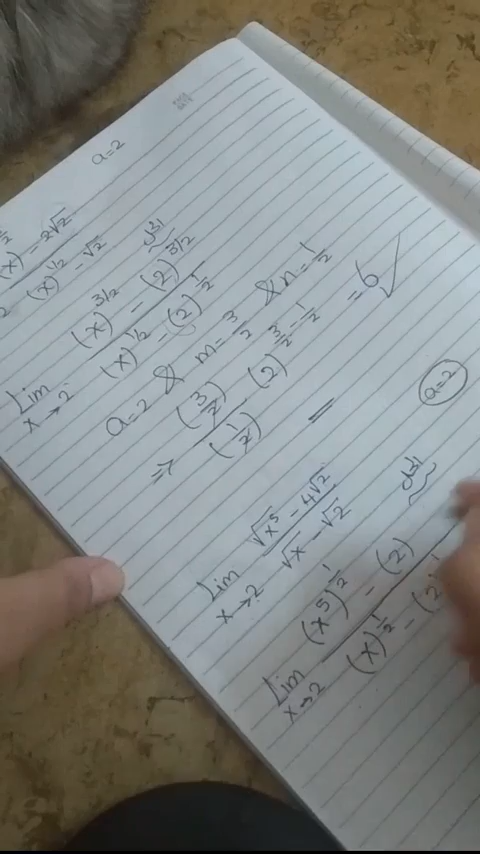 a=2
(x) - 2√2
(x)^1/2 - √2
الحل
Lim x→2 (x)^3/2 - (2)^3/2
(x)^1/2 - (2)^1/2
a=2 & m=3/2 & n=1/2
⇒ (3/2) / (1/2) (2)^3/2-1/2 = 6 ✓
a=2
Lim x→2 √x⁵ - 4√2
√x - √2
الحل
Lim x→2 (x⁵)^1/2 - (2)
(x)^1/2 - (2)